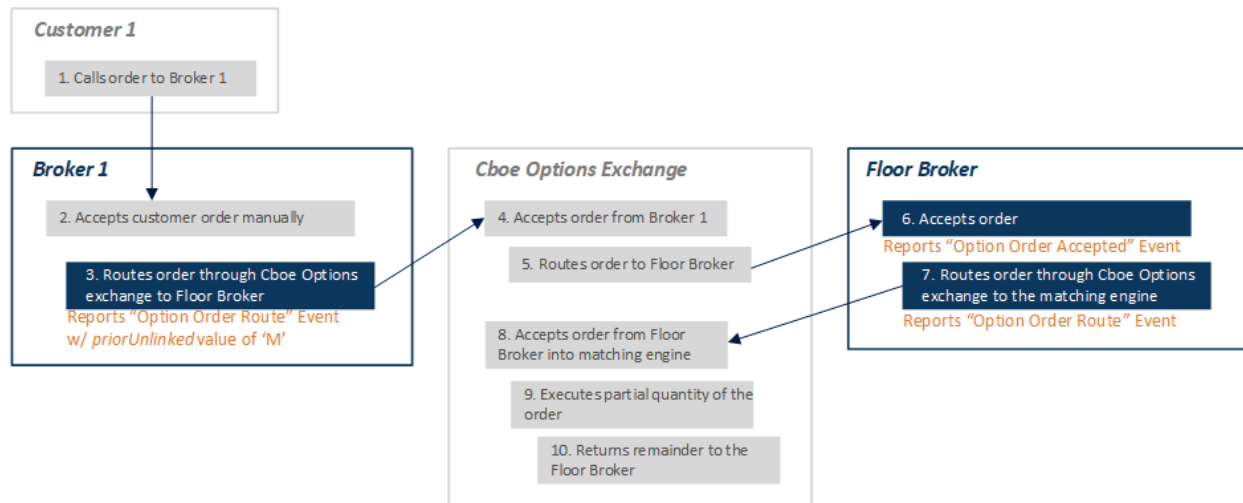 Customer 1
1. Calls order to Broker 1
Broker 1
2. Accepts customer order manually
3. Routes order through Cboe Options
exchange to Floor Broker
Reports “Option Order Route” Event
w/ priorUnlinked value of ‘M’
Cboe Options Exchange
4. Accepts order from Broker 1
5. Routes order to Floor Broker
8. Accepts order from Floor
Broker into matching engine
9. Executes partial quantity of the
order
10. Returns remainder to the
Floor Broker
Floor Broker
6. Accepts order
Reports “Option Order Accepted” Event
7. Routes order through Cboe Options
exchange to the matching engine
Reports “Option Order Route” Event